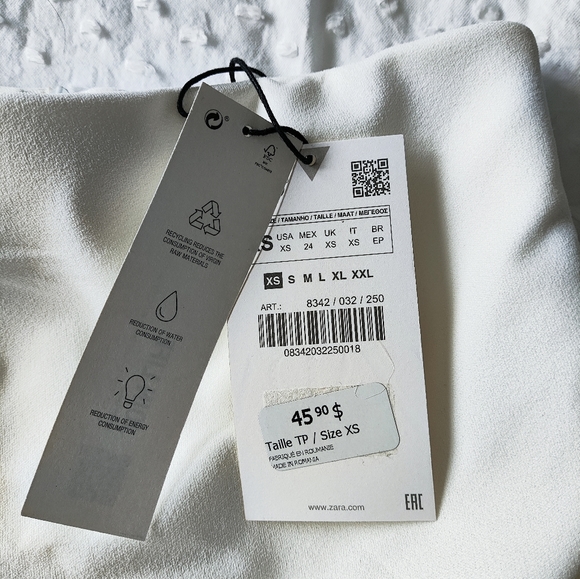 RECYCLING REDUCES THE
CONSUMPTION OF VIRGIN
RAW MATERIALS
REDUCTION OF WATER
CONSUMPTION
REDUCTION OF ENERGY
CONSUMPTION
/ TAMANHO / TAILLE / MAAT / ΜΕΓΕΘΟΣ
USA MEX UK IT BR
S XS 24 XS XS EP
XS S M L XL XXL
ART.: 8342 / 032 / 250
08342032250018
45 90 $
Taille TP / Size XS
FABRIQUÉ EN ROUMANIE
MADE IN ROMANIA
www.zara.com
EAC